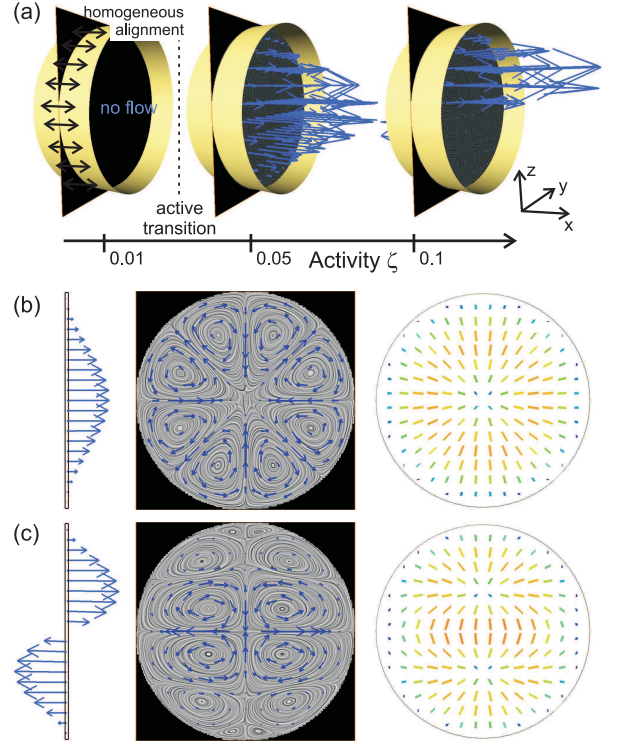 (a)
homogeneous
alignment
no flow
active
transition
z
y
x
0.01
0.05
Activity ζ
0.1
(b)
(c)